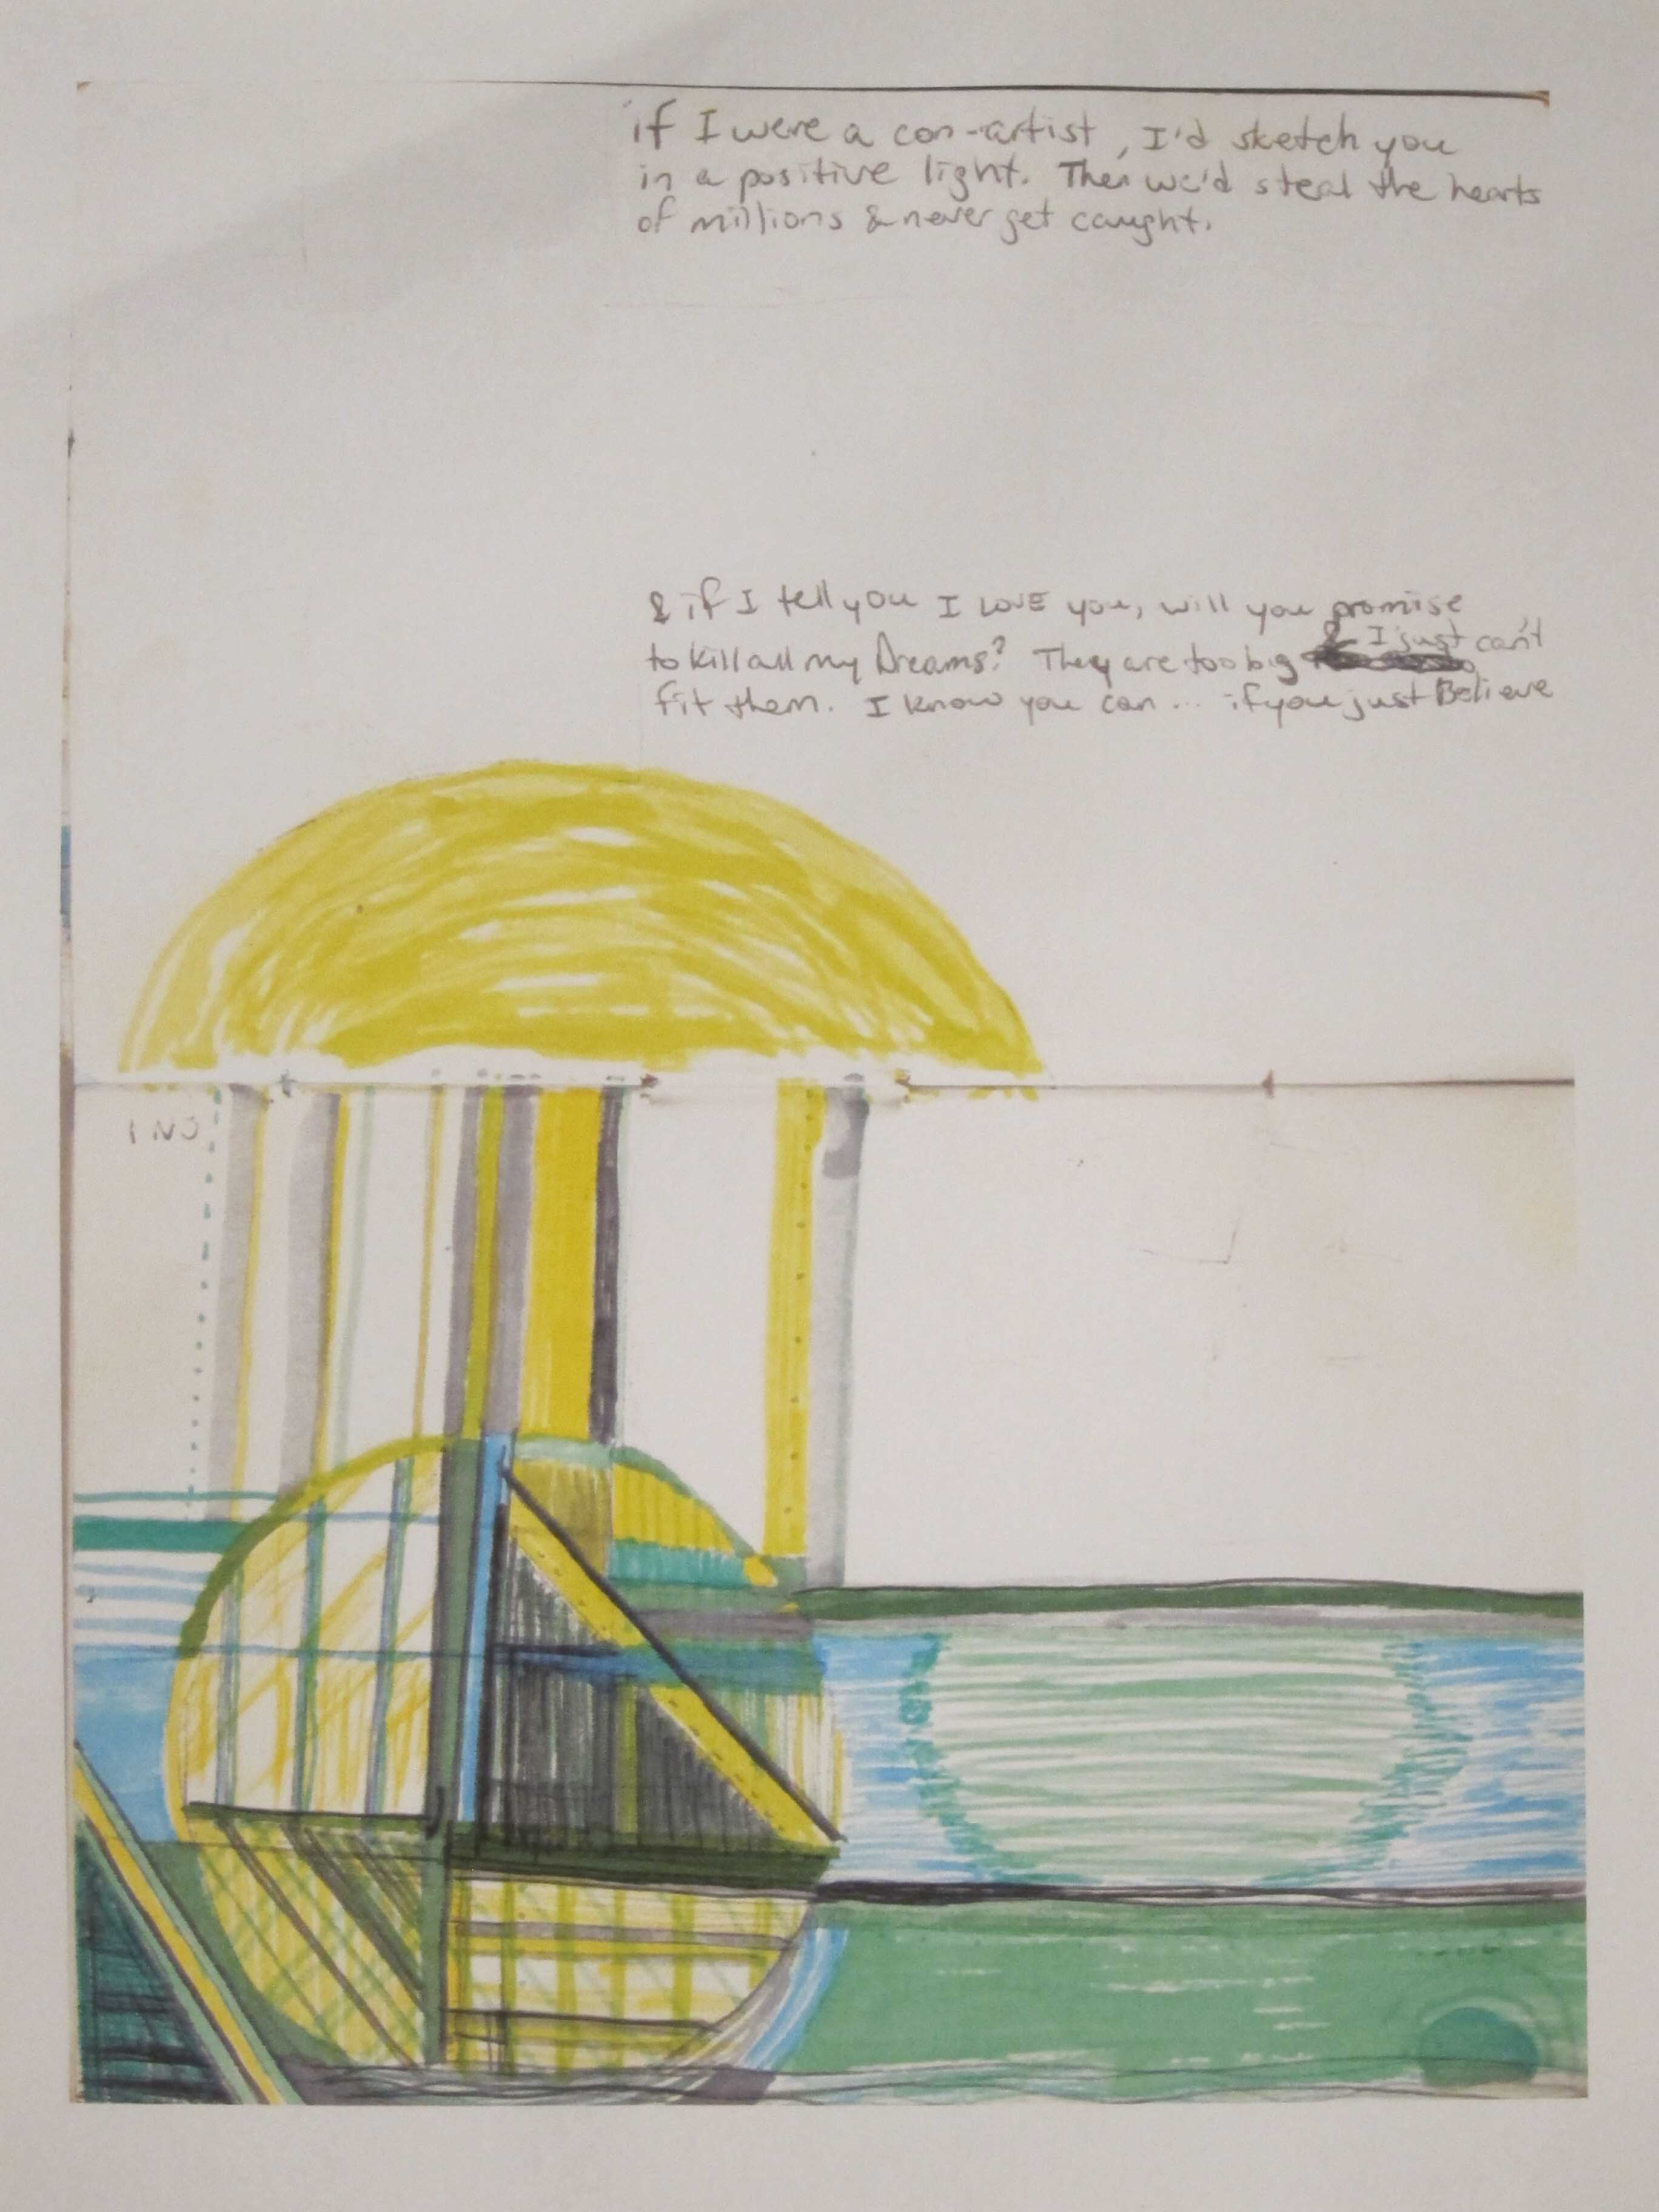 if I were a con-artist, I'd sketch you
in a positive light. Then we'd steal the hearts
of millions & never get caught.
& if I tell you I LOVE you, will you promise
to kill all my Dreams? They are too big & I just can't
fit them. I know you can... if you just Believe